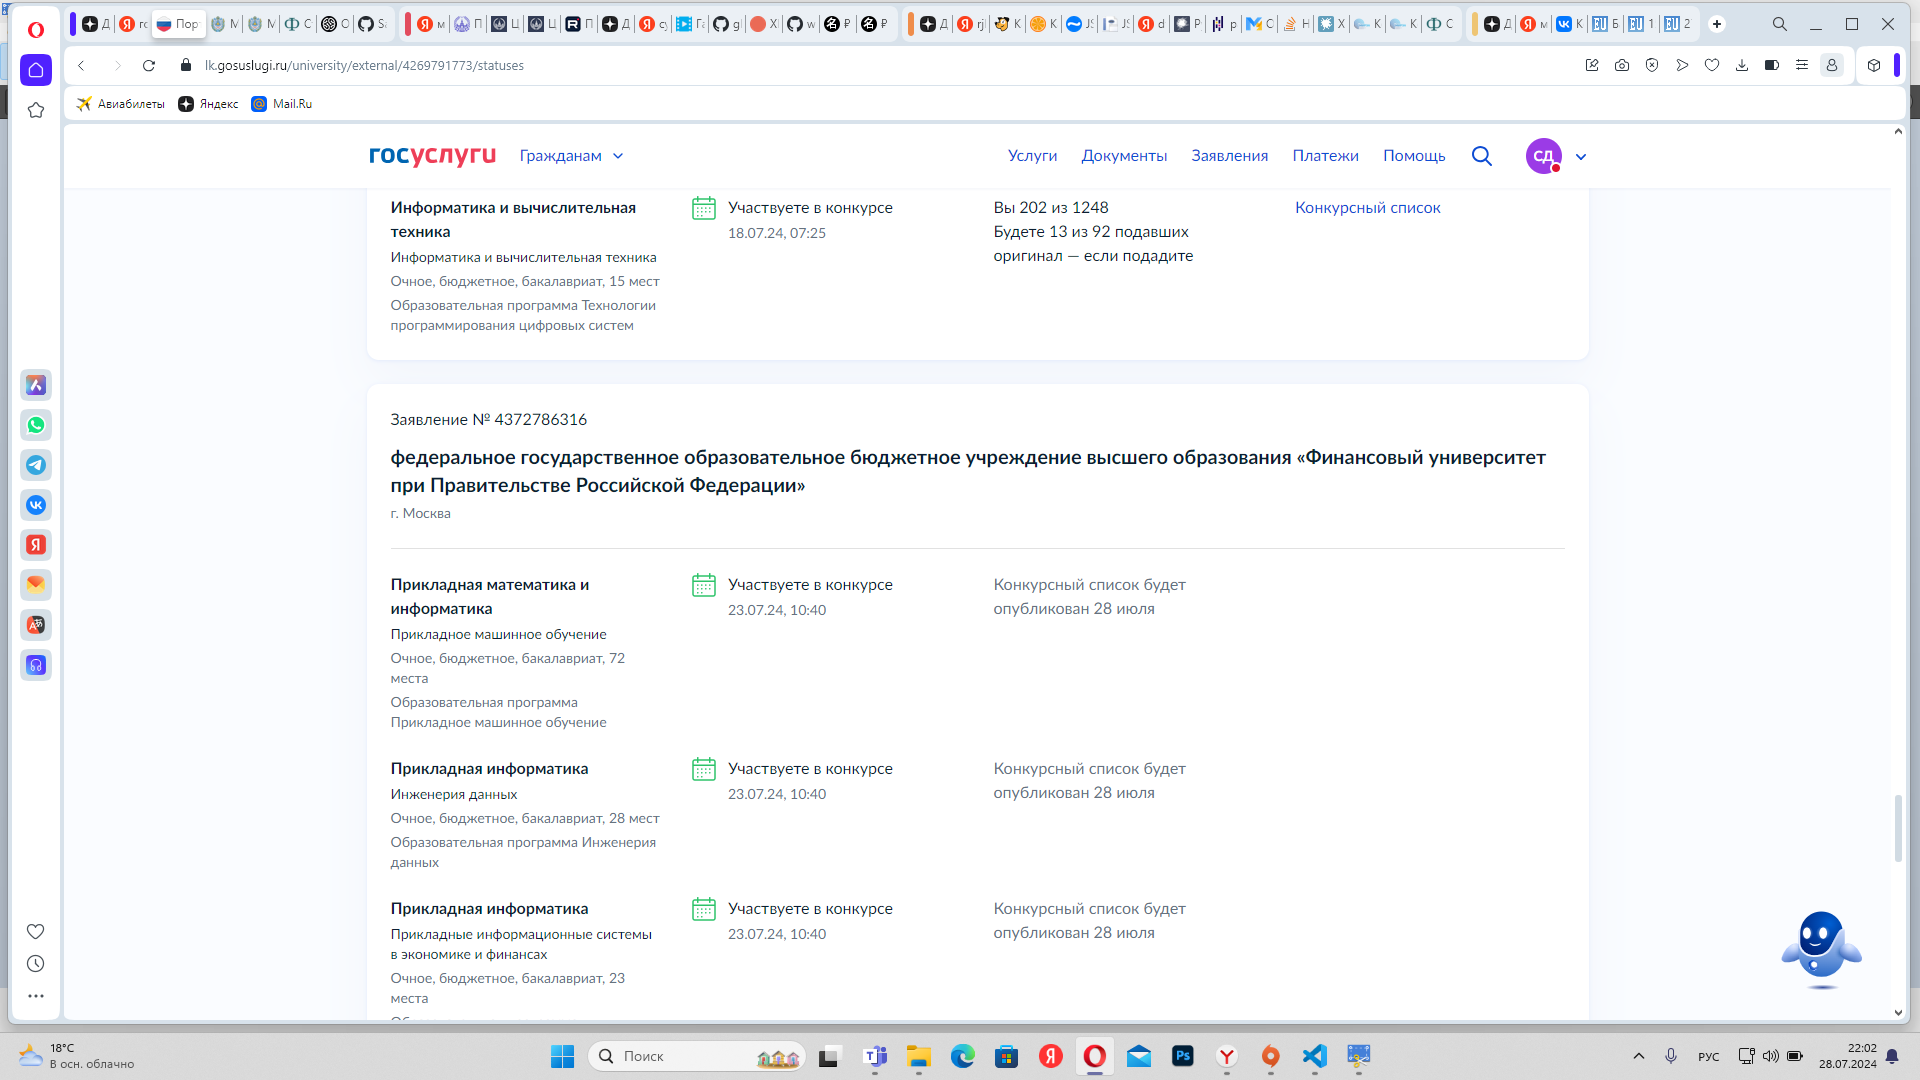 lk.gosuslugi.ru/university/external/4269791773/statuses
Авиабилеты Яндекс Mail.Ru
госуслуги Гражданам Услуги Документы Заявления Платежи Помощь СД
Информатика и вычислительная
техника
Информатика и вычислительная техника
Очное, бюджетное, бакалавриат, 15 мест
Образовательная программа Технологии
программирования цифровых систем
Участвуете в конкурсе
18.07.24, 07:25
Вы 202 из 1248
Будете 13 из 92 подавших
оригинал — если подадите
Конкурсный список
Заявление № 4372786316
федеральное государственное образовательное бюджетное учреждение высшего образования «Финансовый университет
при Правительстве Российской Федерации»
г. Москва
Прикладная математика и
информатика
Прикладное машинное обучение
Очное, бюджетное, бакалавриат, 72
места
Образовательная программа
Прикладное машинное обучение
Участвуете в конкурсе
23.07.24, 10:40
Конкурсный список будет
опубликован 28 июля
Прикладная информатика
Инженерия данных
Очное, бюджетное, бакалавриат, 28 мест
Образовательная программа Инженерия
данных
Участвуете в конкурсе
23.07.24, 10:40
Конкурсный список будет
опубликован 28 июля
Прикладная информатика
Прикладные информационные системы
в экономике и финансах
Очное, бюджетное, бакалавриат, 23
места
Участвуете в конкурсе
23.07.24, 10:40
Конкурсный список будет
опубликован 28 июля
18°C
В осн. облачно
Поиск
РУС
22:02
28.07.2024